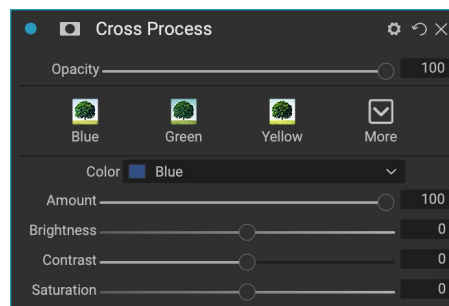 Cross Process
Opacity 100
Blue Green Yellow More
Color Blue
Amount 100
Brightness 0
Contrast 0
Saturation 0